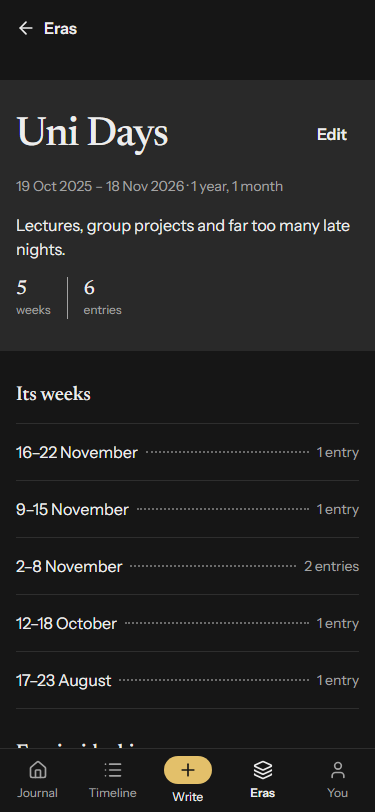 Eras
Uni Days
Edit
19 Oct 2025 – 18 Nov 2026 · 1 year, 1 month
Lectures, group projects and far too many late
nights.
5
weeks
6
entries
Its weeks
16–22 November
1 entry
9–15 November
1 entry
2–8 November
2 entries
12–18 October
1 entry
17–23 August
1 entry
Journal
Timeline
Write
Eras
You